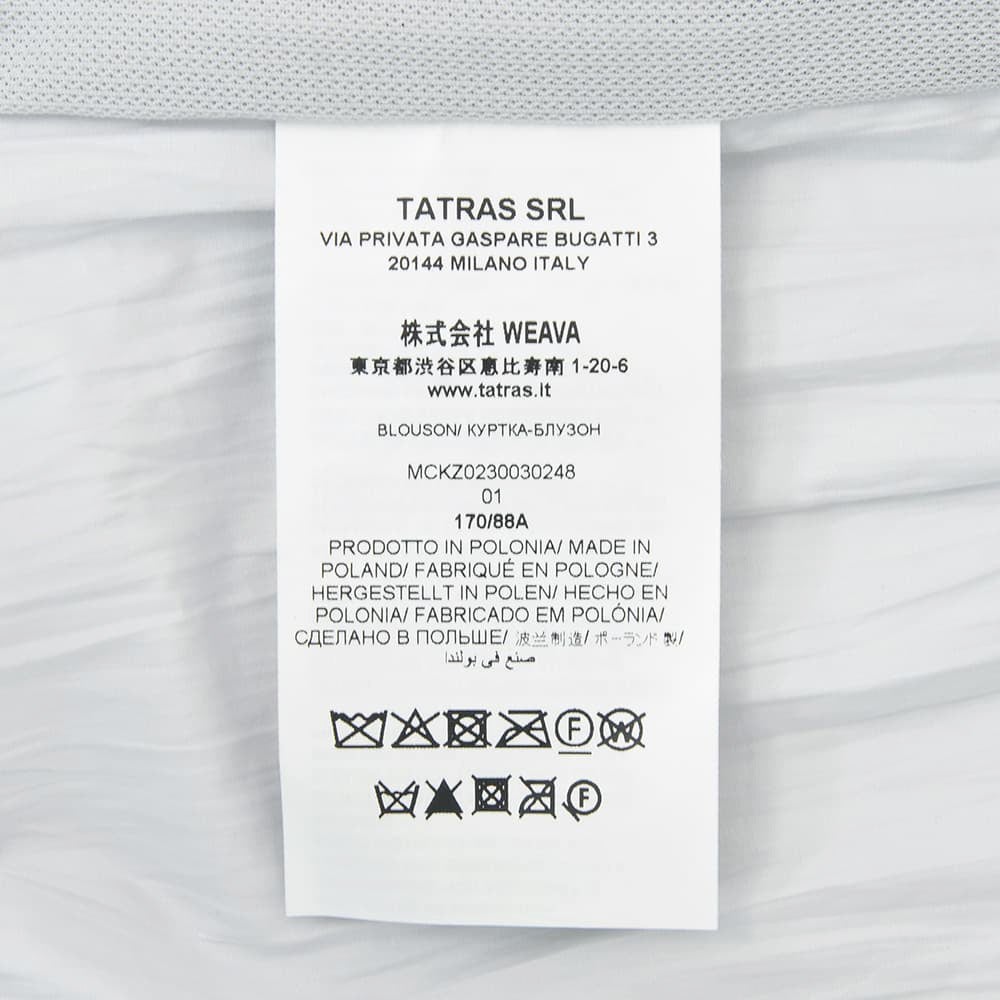 TATRAS SRL
VIA PRIVATA GASPARE BUGATTI 3
20144 MILANO ITALY
株式会社 WEAVA
東京都渋谷区恵比寿南 1-20-6
www.tatras.it
BLOUSON/ КУРТКА-БЛУЗОН
MCKZ0230030248
01
170/88A
PRODOTTO IN POLONIA/ MADE IN
POLAND/ FABRIQUÉ EN POLOGNE/
HERGESTELLT IN POLEN/ HECHO EN
POLONIA/ FABRICADO EM POLÓNIA/
СДЕЛАНО В ПОЛЬШЕ/ 波兰制造/ ポーランド製/
صنع في بولندا
F W
F